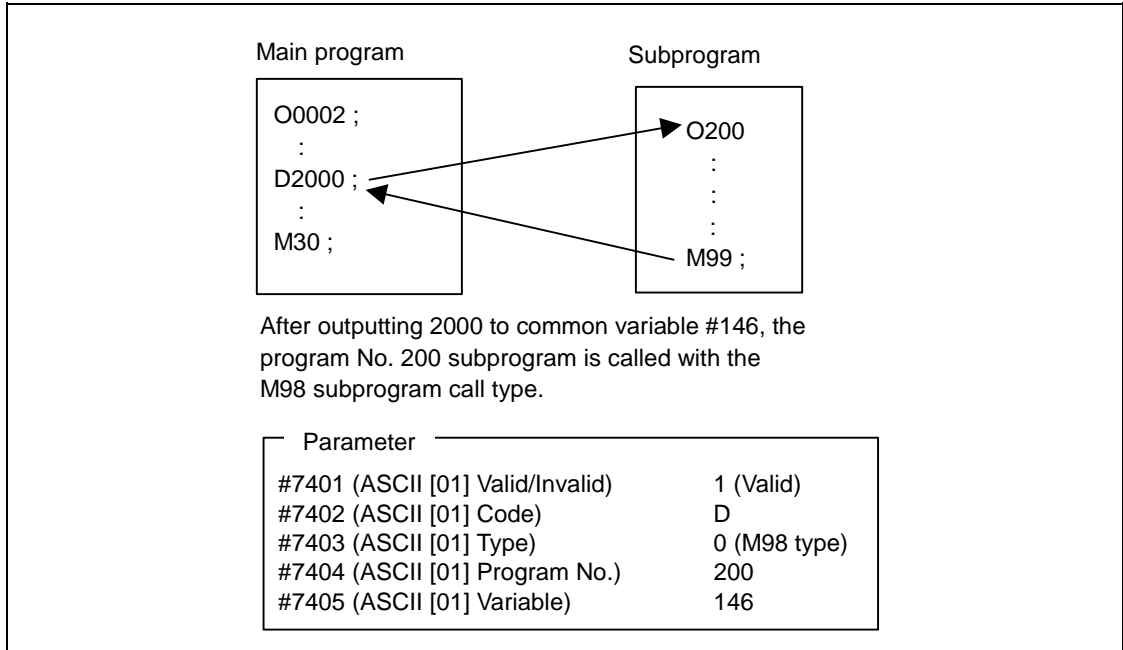 Main program
O0002 ;
:
D2000 ;
:
M30 ;
Subprogram
O200
:
:
:
M99 ;
After outputting 2000 to common variable #146, the
program No. 200 subprogram is called with the
M98 subprogram call type.
Parameter
#7401 (ASCII [01] Valid/Invalid) 1 (Valid)
#7402 (ASCII [01] Code) D
#7403 (ASCII [01] Type) 0 (M98 type)
#7404 (ASCII [01] Program No.) 200
#7405 (ASCII [01] Variable) 146